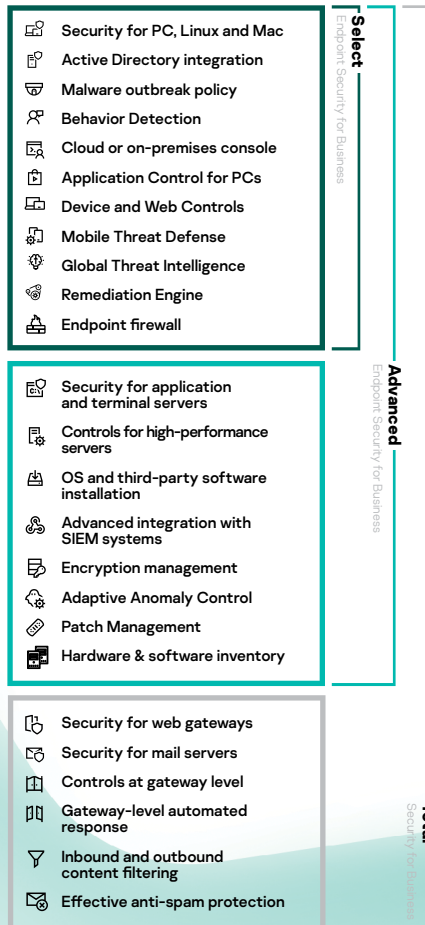 Security for PC, Linux and Mac
Active Directory integration
Malware outbreak policy
Behavior Detection
Cloud or on-premises console
Application Control for PCs
Device and Web Controls
Mobile Threat Defense
Global Threat Intelligence
Remediation Engine
Endpoint firewall
Select
Endpoint Security for Business
Security for application
and terminal servers
Controls for high-performance
servers
OS and third-party software
installation
Advanced integration with
SIEM systems
Encryption management
Adaptive Anomaly Control
Patch Management
Hardware & software inventory
Advanced
Endpoint Security for Business
Security for web gateways
Security for mail servers
Controls at gateway level
Gateway-level automated
response
Inbound and outbound
content filtering
Effective anti-spam protection
Total
Security for Business